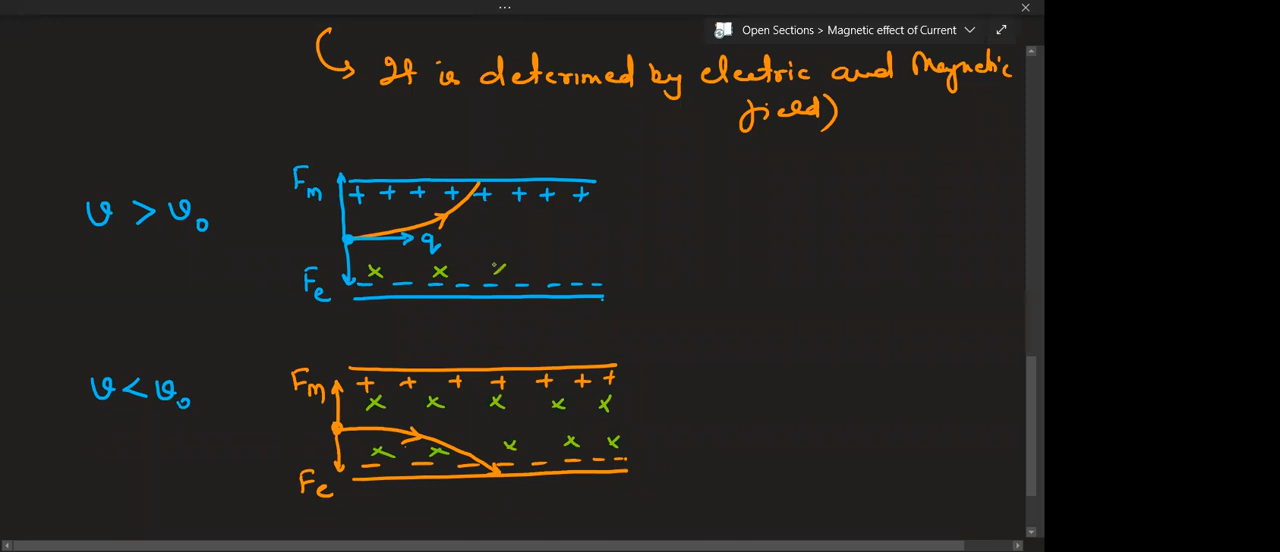 ...
Open Sections > Magnetic effect of Current
It is determined by electric and Magnetic
field)
v > v₀
Fm
+ + + + + + + +
q
x x x
Fe
- - - - - - - - -
v < v₀
Fm
+ + + + + + +
x x x x x
x x x x x
- - - - - - - -
Fe